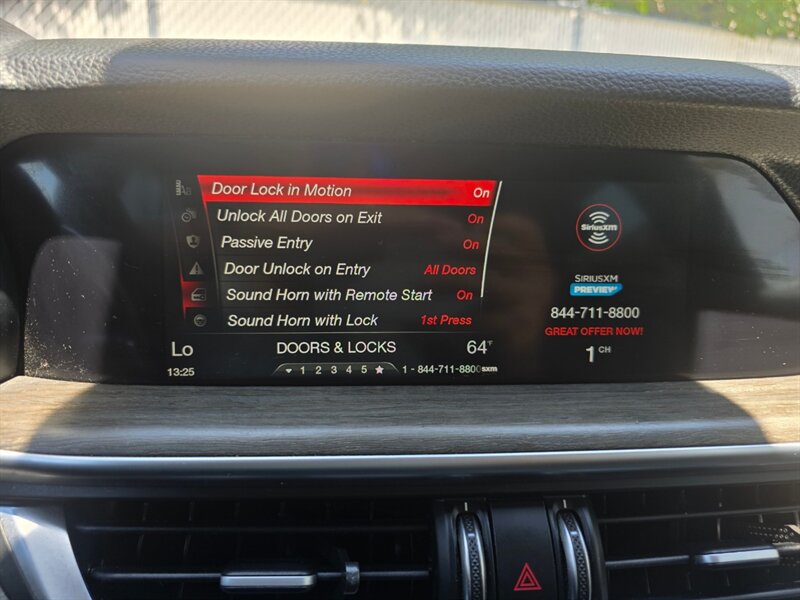 Door Lock in Motion On
Unlock All Doors on Exit On
Passive Entry On
Door Unlock on Entry All Doors
Sound Horn with Remote Start On
Sound Horn with Lock 1st Press
Lo DOORS & LOCKS 64°F
13:25 1 2 3 4 5 1 - 844-711-8800 sxm
SiriusXM
SIRIUSXM
PREVIEW
844-711-8800
GREAT OFFER NOW!
1 CH